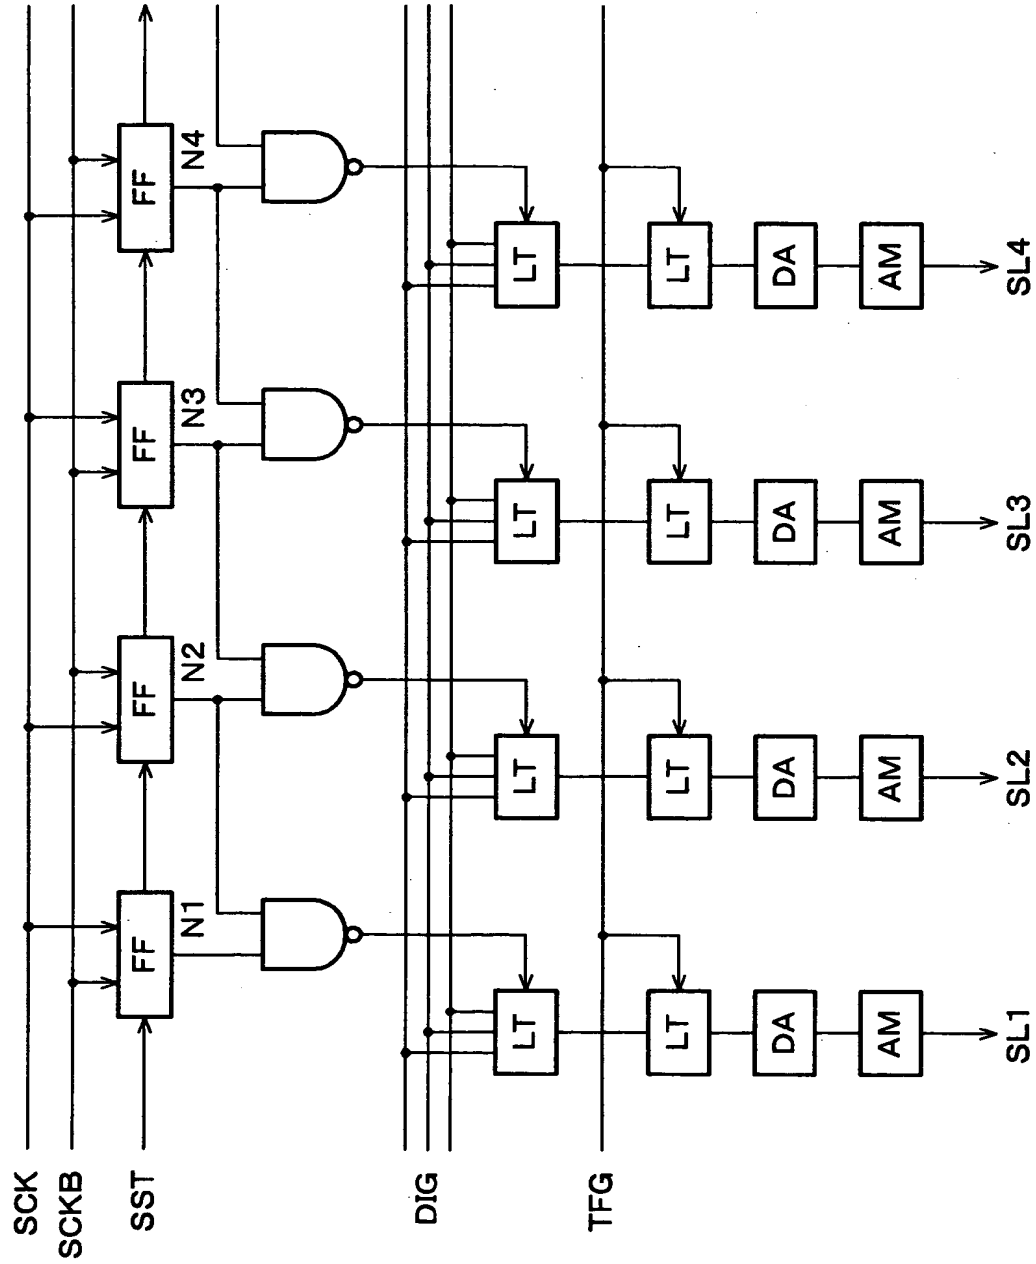 SCK
SCKB
SST
FF FF FF FF
N1 N2 N3 N4
DIG
LT LT LT LT
TFG
LT LT LT LT
DA DA DA DA
AM AM AM AM
SL1 SL2 SL3 SL4